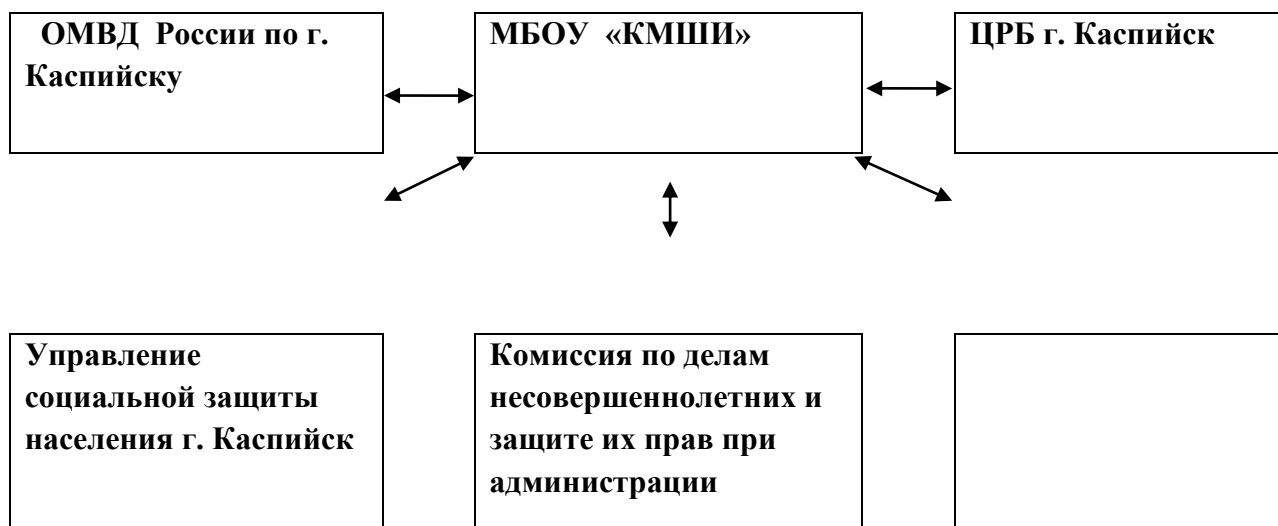 ОМВД России по г.
Каспийску
МБОУ «КМШИ»
ЦРБ г. Каспийск
Управление
социальной защиты
населения г. Каспийск
Комиссия по делам
несовершеннолетних и
защите их прав при
администрации